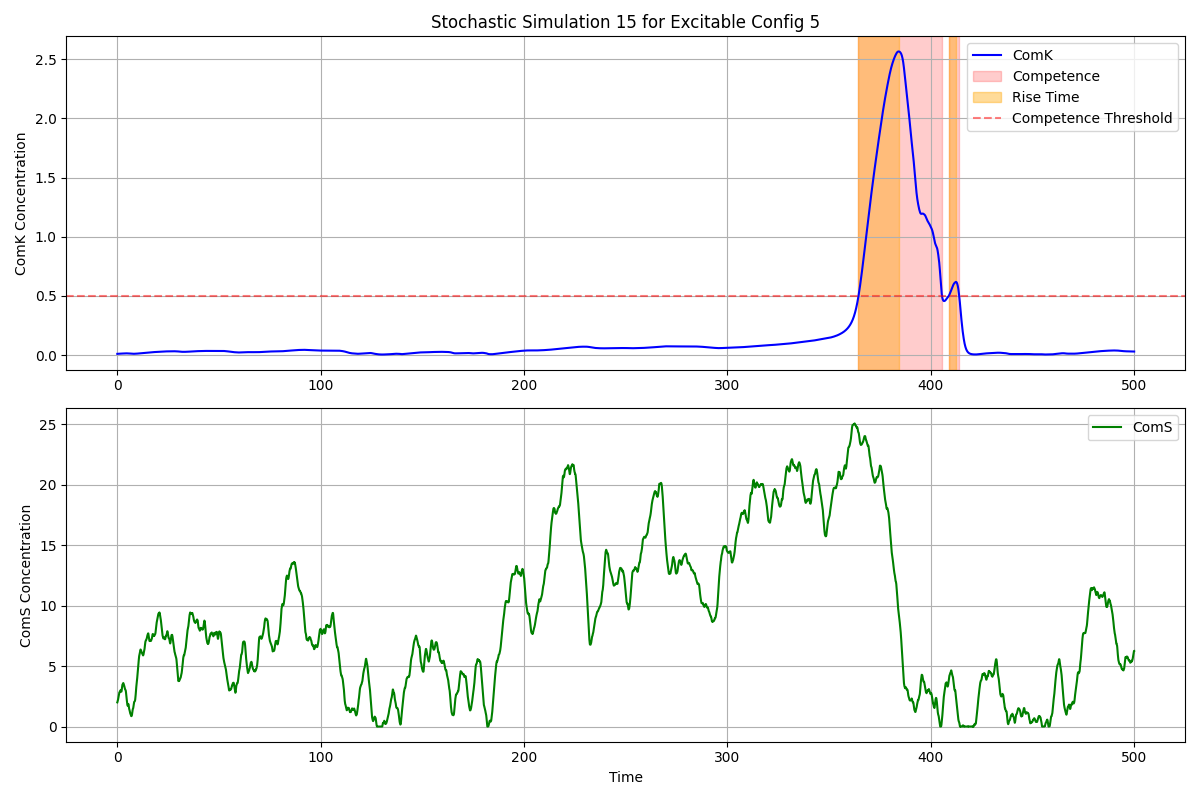 Stochastic Simulation 15 for Excitable Config 5
ComK Concentration
2.5
2.0
1.5
1.0
0.5
0.0
ComK
Competence
Rise Time
Competence Threshold
0 100 200 300 400 500
ComS Concentration
25
20
15
10
5
0
ComS
0 100 200 300 400 500
Time